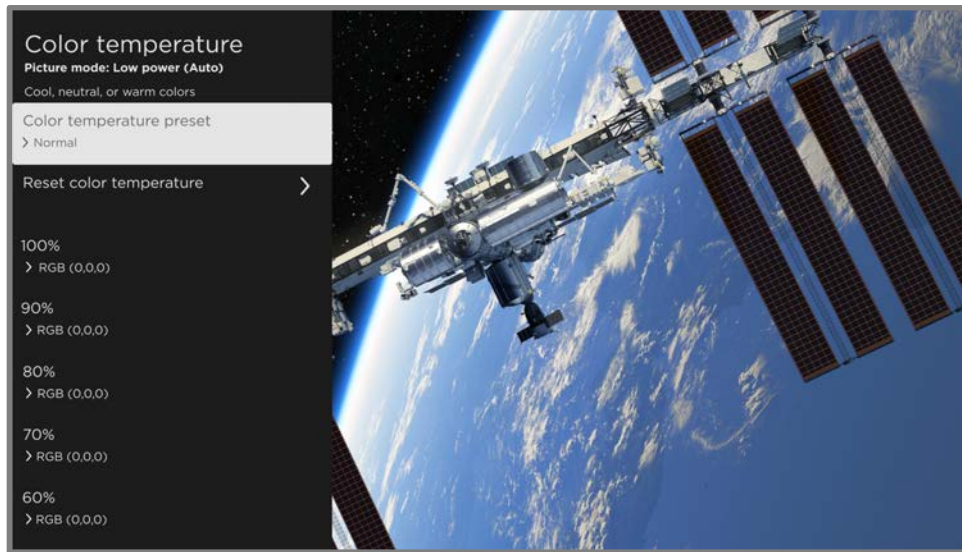 Color temperature
Picture mode: Low power (Auto)
Cool, neutral, or warm colors
Color temperature preset
Normal
Reset color temperature
100%
RGB (0,0,0)
90%
RGB (0,0,0)
80%
RGB (0,0,0)
70%
RGB (0,0,0)
60%
RGB (0,0,0)